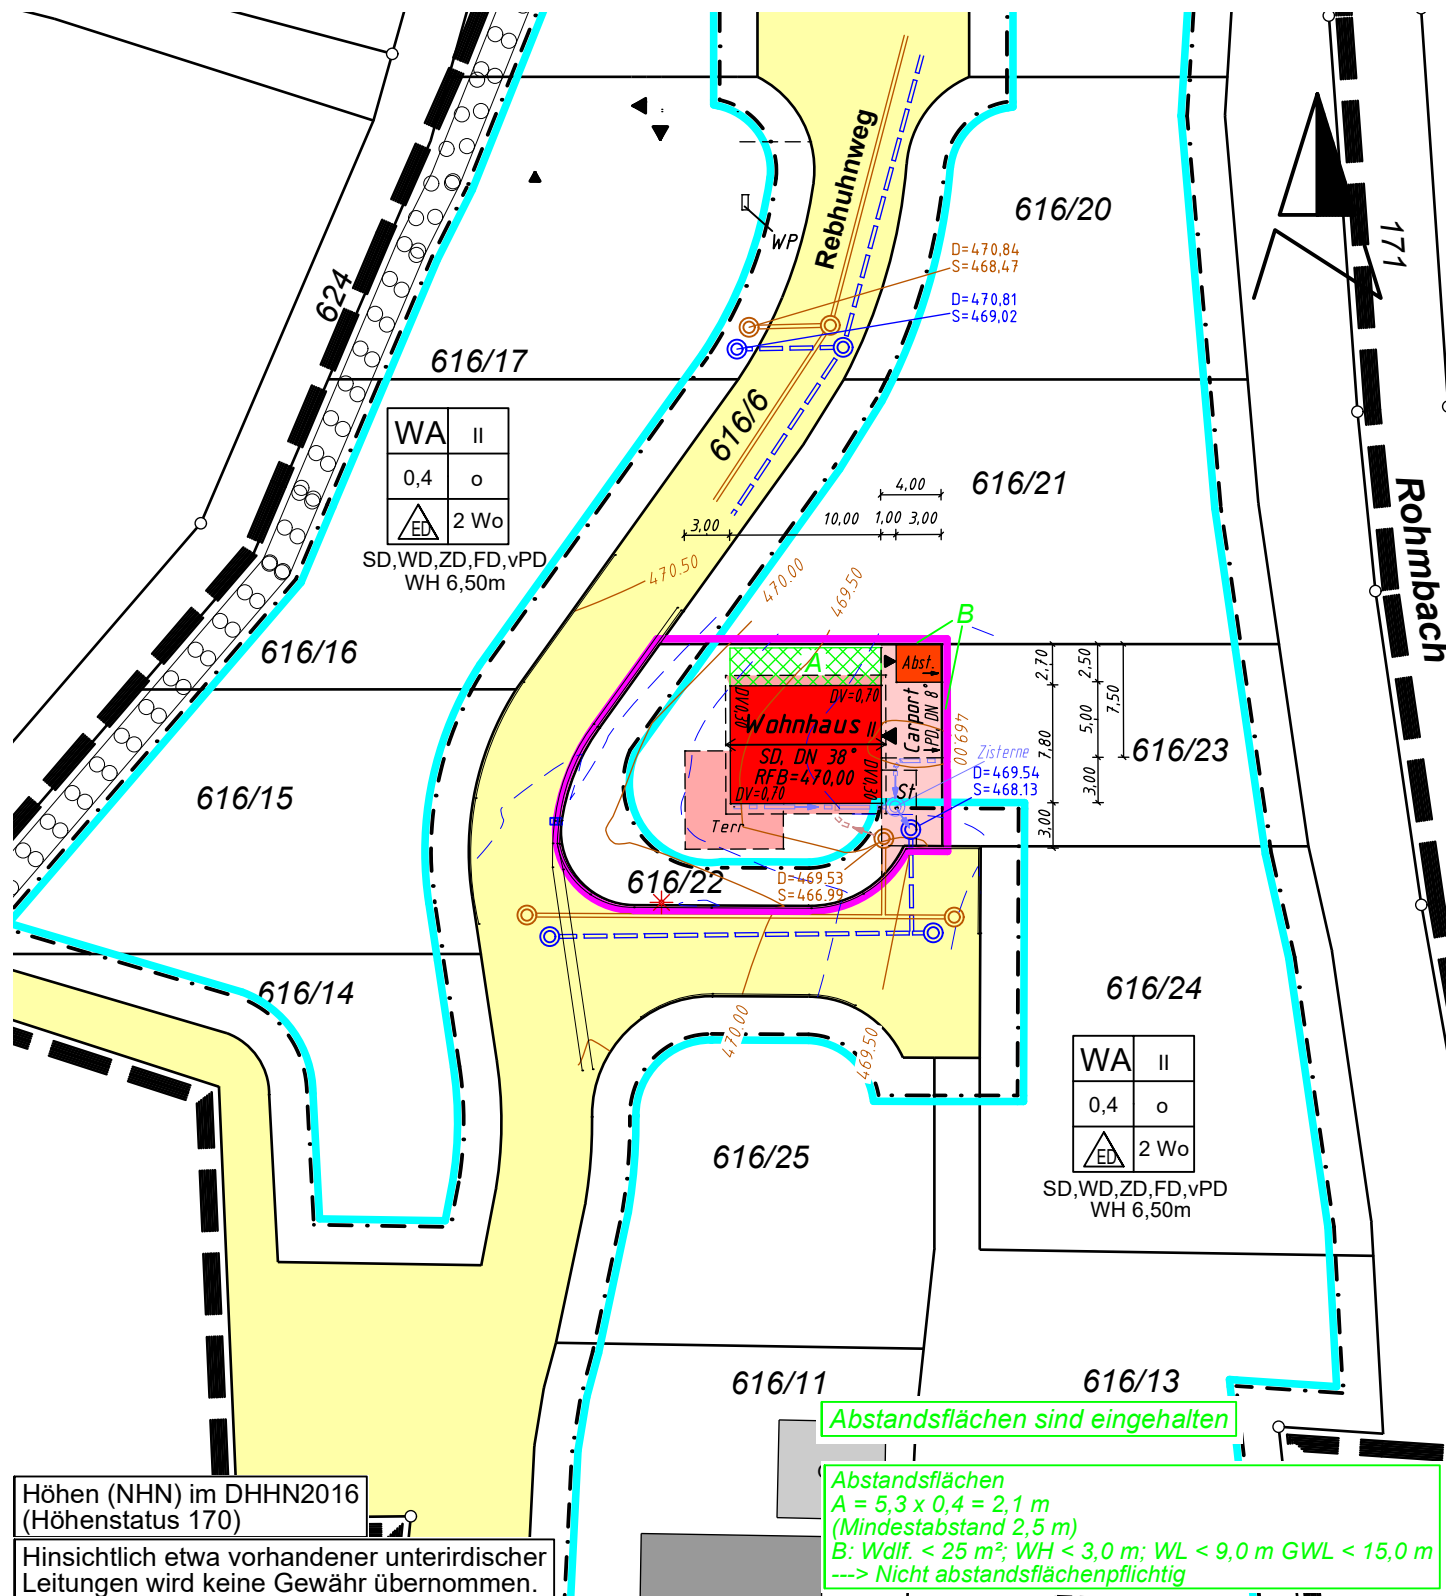 Rebhuhnweg
616/20
171
624
WP
D=470,84
S=468,47
D=470,81
S=469,02
616/17
616/6
WA
II
0,4
o
ED
2 Wo
SD,WD,ZD,FD,vPD
WH 6,50m
616/21
4,00
3,00
10,00
1,00
3,00
Rohmbach
470.50
470.00
469.50
B
616/16
A
Abst.
2,70
2,50
7,50
DV=0,70
DV0,30
Wohnhaus II
Carport
PD, DN 8°
469.00
7,80
5,00
616/23
SD, DN 38°
RFB=470,00
DV=0,70
DV0,30
Zisterne
D=469.54
S=468.13
3,00
616/15
St.
Terr
3,00
616/22
D=469.53
S=466.99
616/14
616/24
470.00
469.50
WA
II
0,4
o
ED
2 Wo
SD,WD,ZD,FD,vPD
WH 6,50m
616/25
616/11
616/13
Abstandsflächen sind eingehalten
Abstandsflächen
A = 5,3 x 0,4 = 2,1 m
(Mindestabstand 2,5 m)
B: Wdlf. < 25 m²; WH < 3,0 m; WL < 9,0 m GWL < 15,0 m
---> Nicht abstandsflächenpflichtig
Höhen (NHN) im DHHN2016
(Höhenstatus 170)
Hinsichtlich etwa vorhandener unterirdischer
Leitungen wird keine Gewähr übernommen.